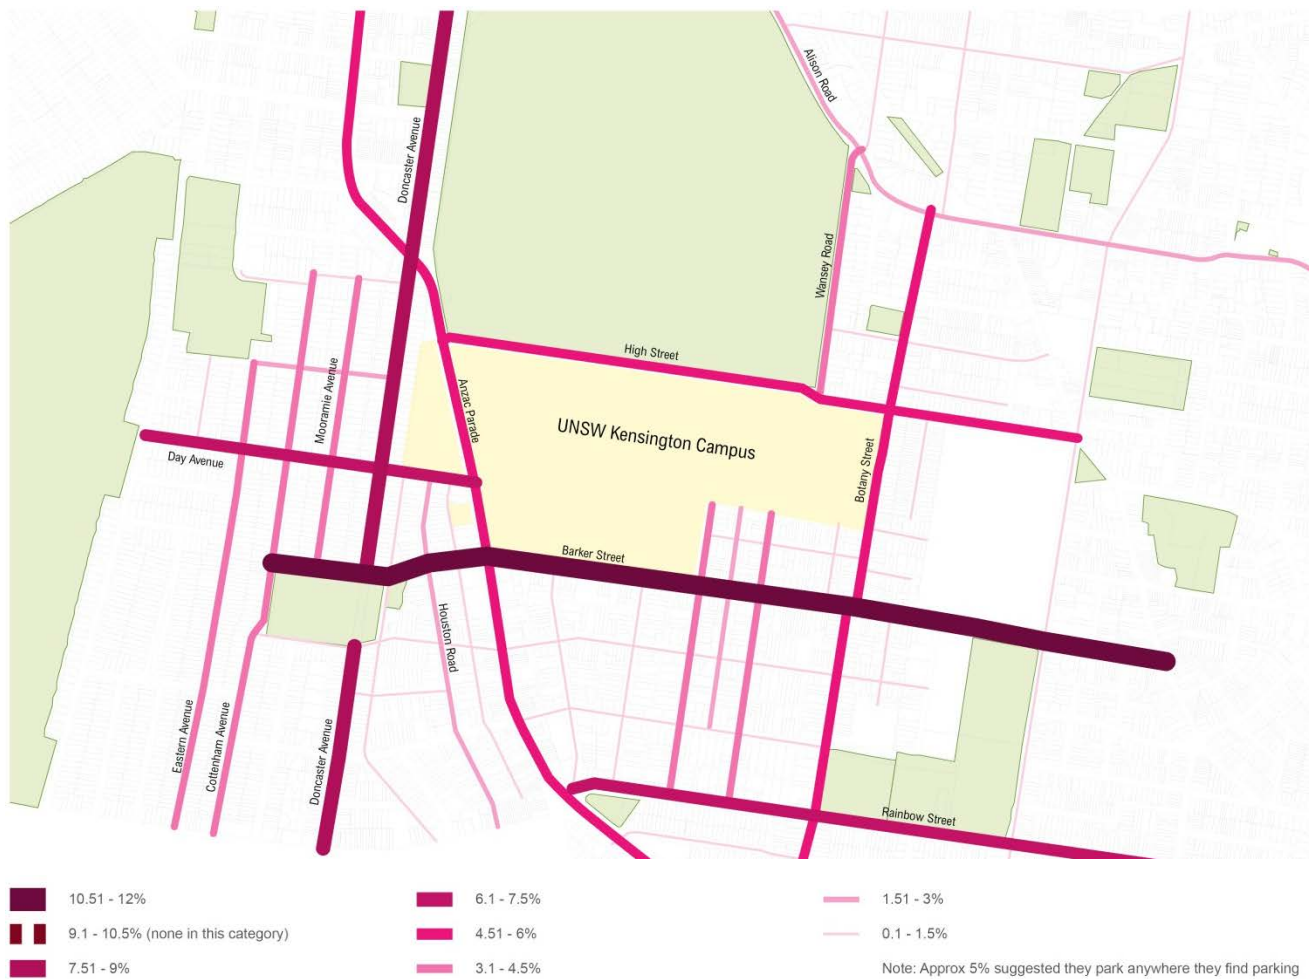 Alison Road
Doncaster Avenue
Wansey Road
High Street
Mooramie Avenue
Anzac Parade
UNSW Kensington Campus
Day Avenue
Botany Street
Barker Street
Houston Road
Eastern Avenue
Cottenham Avenue
Doncaster Avenue
Rainbow Street
10.51 - 12%
9.1 - 10.5% (none in this category)
7.51 - 9%
6.1 - 7.5%
4.51 - 6%
3.1 - 4.5%
1.51 - 3%
0.1 - 1.5%
Note: Approx 5% suggested they park anywhere they find parking